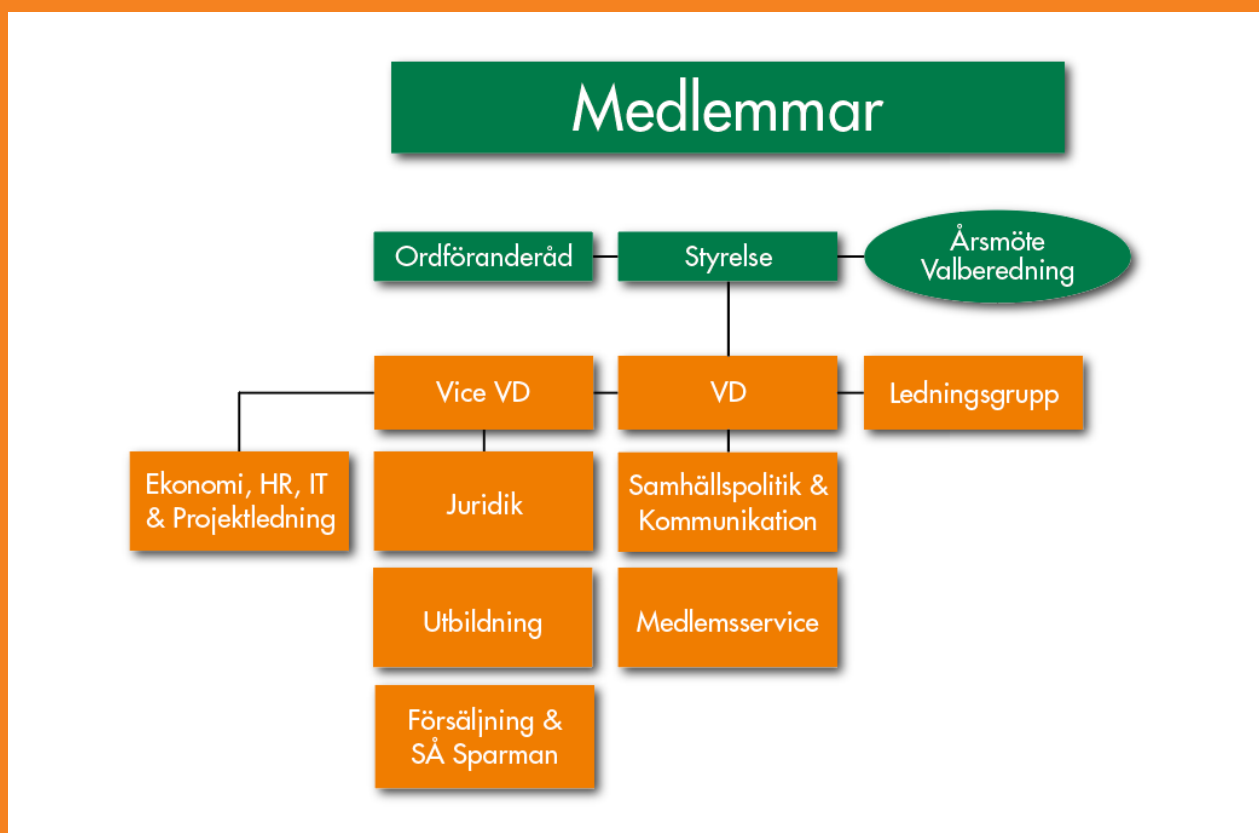 Medlemmar
Ordföranderåd
Styrelse
Årsmöte
Valberedning
Vice VD
VD
Ledningsgrupp
Ekonomi, HR, IT
& Projektledning
Juridik
Samhällspolitik &
Kommunikation
Utbildning
Medlemsservice
Försäljning &
SÅ Sparman